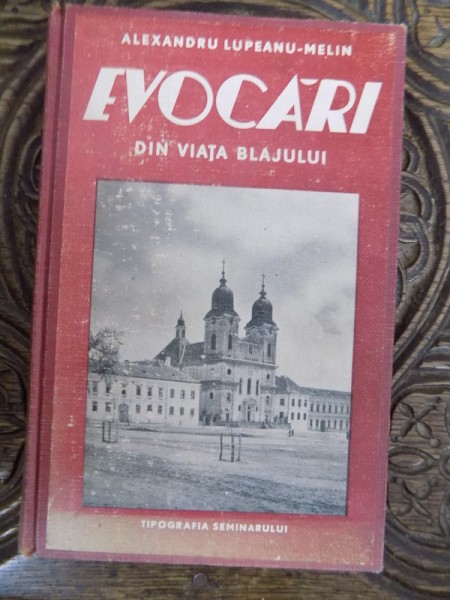 ALEXANDRU LUPEANU-MELIN
EVOCĂRI
DIN VIAȚA BLAJULUI
TIPOGRAFIA SEMINARULUI